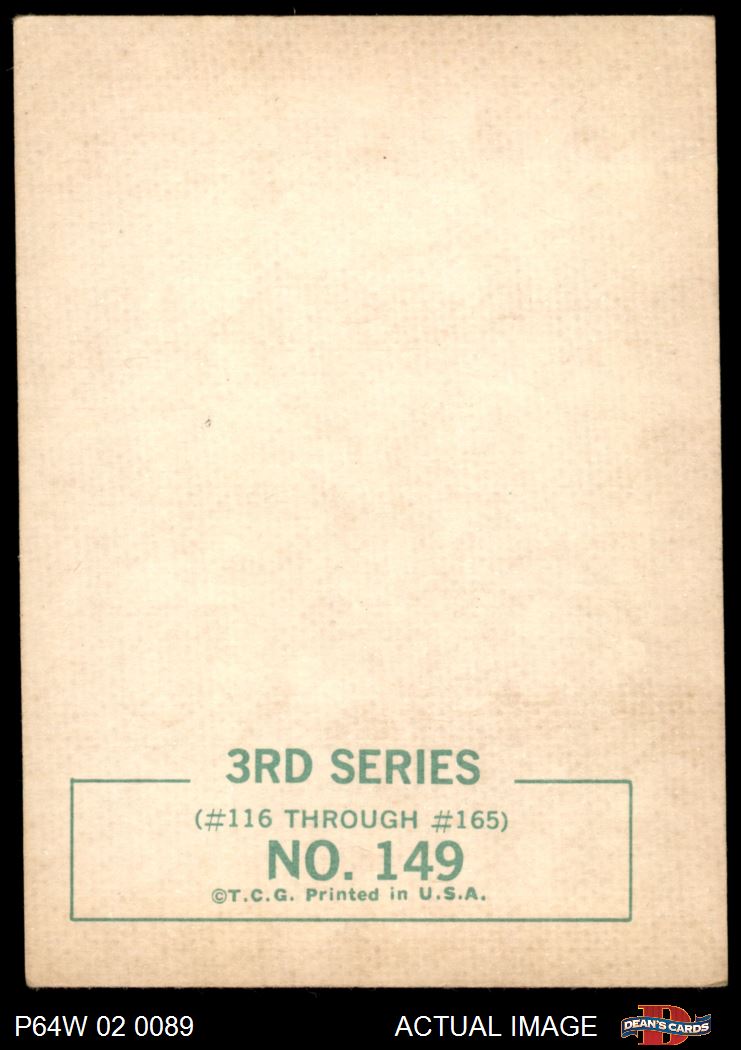 3RD SERIES
(#116 THROUGH #165)
NO. 149
©T.C.G. Printed in U.S.A.
P64W 02 0089
ACTUAL IMAGE
DEAN'S CARDS